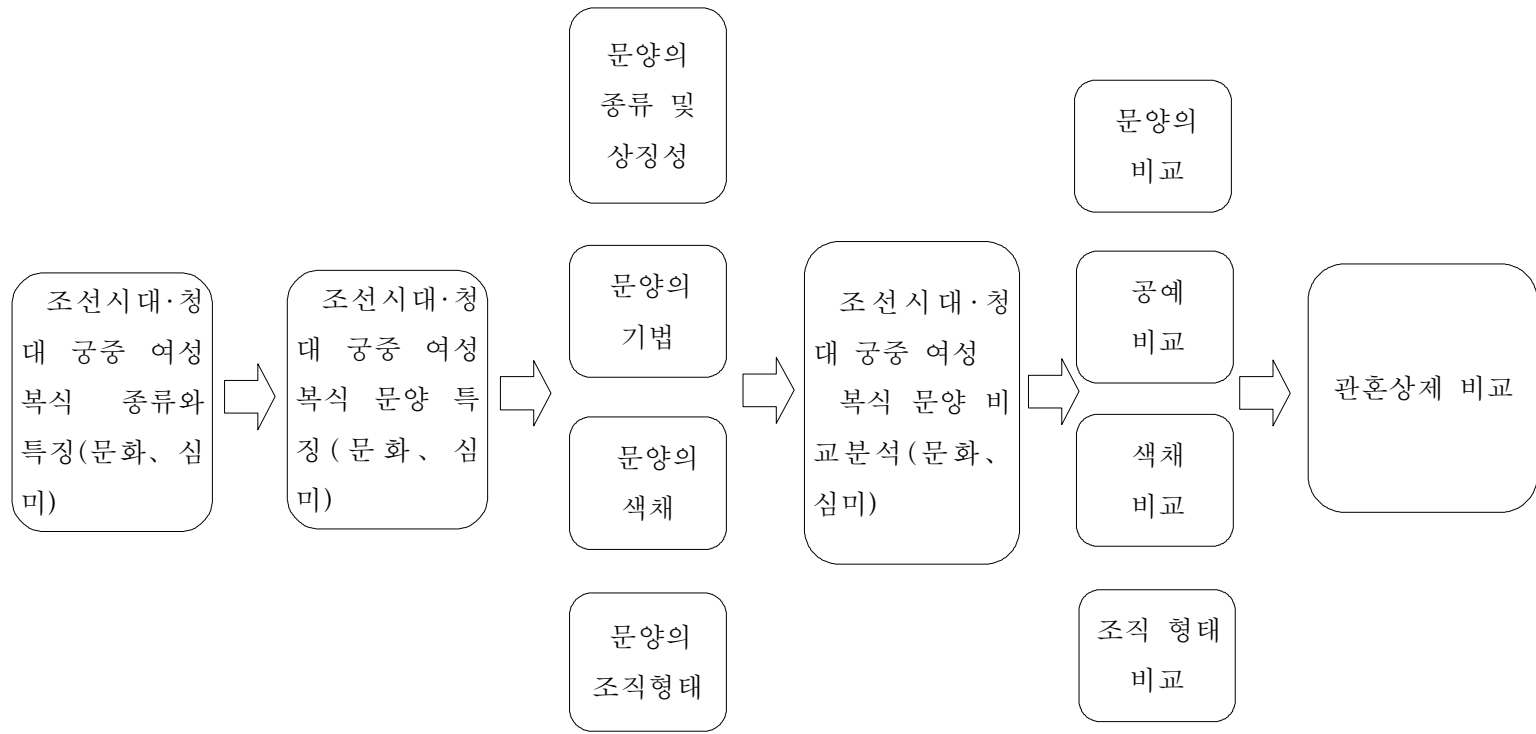 조선시대·청
대 궁중 여성
복식 종류와
특징(문화、심
미)
조선시대·청
대 궁중 여성
복식 문양 특
징(문화、심
미)
문양의
종류 및
상징성
문양의
기법
문양의
색채
문양의
조직형태
조선시대·청
대 궁중 여성
복식 문양 비
교분석(문화、
심미)
문양의
비교
공예
비교
색채
비교
조직 형태
비교
관혼상제 비교